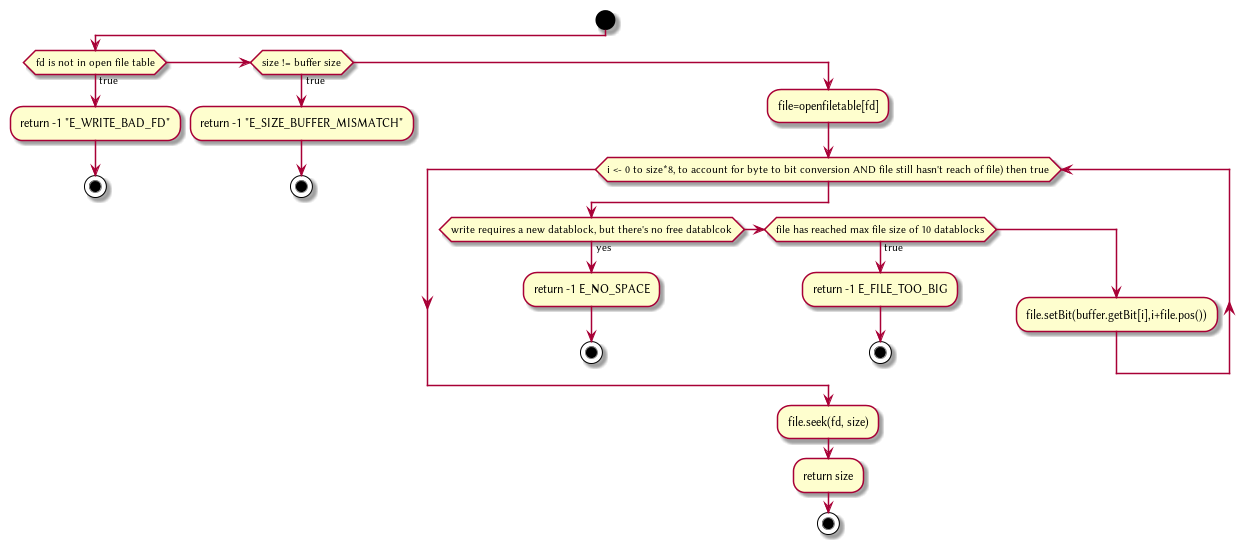 fd is not in open file table
size != buffer size
true
true
file=openfiletable[fd]
return -1 "E_WRITE_BAD_FD"
return -1 "E_SIZE_BUFFER_MISMATCH"
i <- 0 to size*8, to account for byte to bit conversion AND file still hasn't reach of file) then true
write requires a new datablock, but there's no free datablcok
file has reached max file size of 10 datablocks
yes
true
return -1 E_NO_SPACE
return -1 E_FILE_TOO_BIG
file.setBit(buffer.getBit[i],i+file.pos())
file.seek(fd, size)
return size